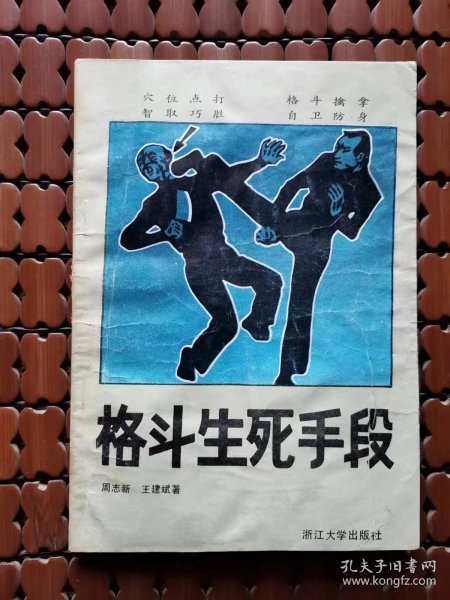 穴位点打 格斗擒拿
智取巧胜 自卫防身
格斗生死手段
周志新 王建斌著
浙江大学出版社
孔夫子旧书网
www.kongfz.com